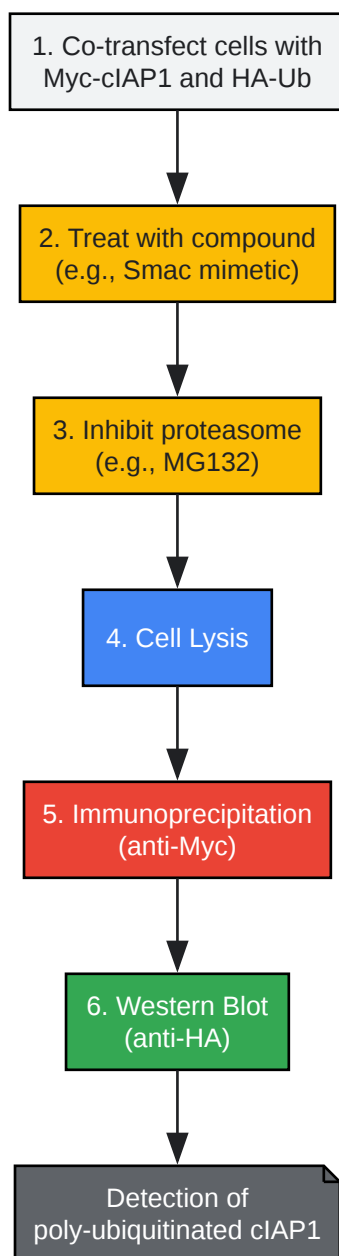 1. Co-transfect cells with
Myc-cIAP1 and HA-Ub
2. Treat with compound
(e.g., Smac mimetic)
3. Inhibit proteasome
(e.g., MG132)
4. Cell Lysis
5. Immunoprecipitation
(anti-Myc)
6. Western Blot
(anti-HA)
Detection of
poly-ubiquitinated cIAP1